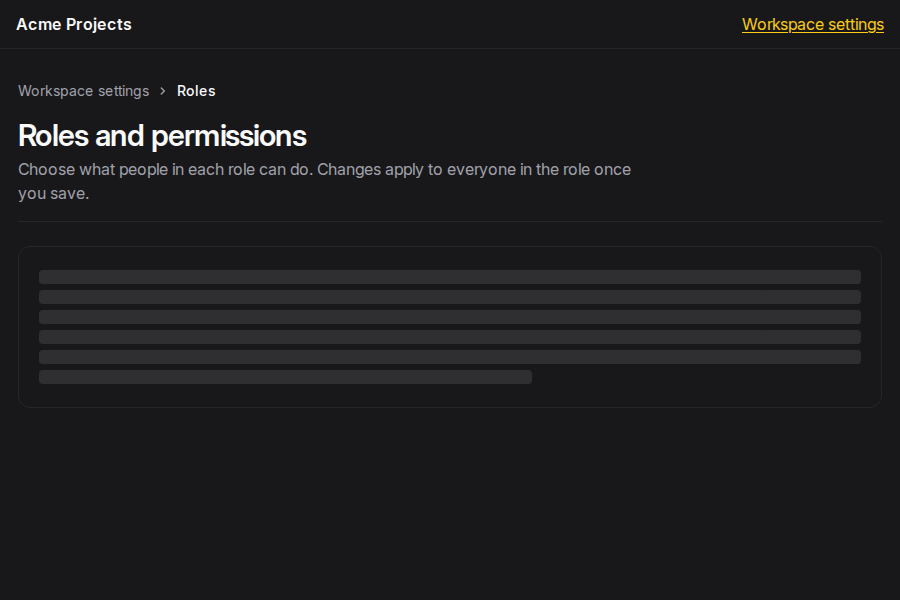 Acme Projects
Workspace settings
Workspace settings › Roles
Roles and permissions
Choose what people in each role can do. Changes apply to everyone in the role once
you save.